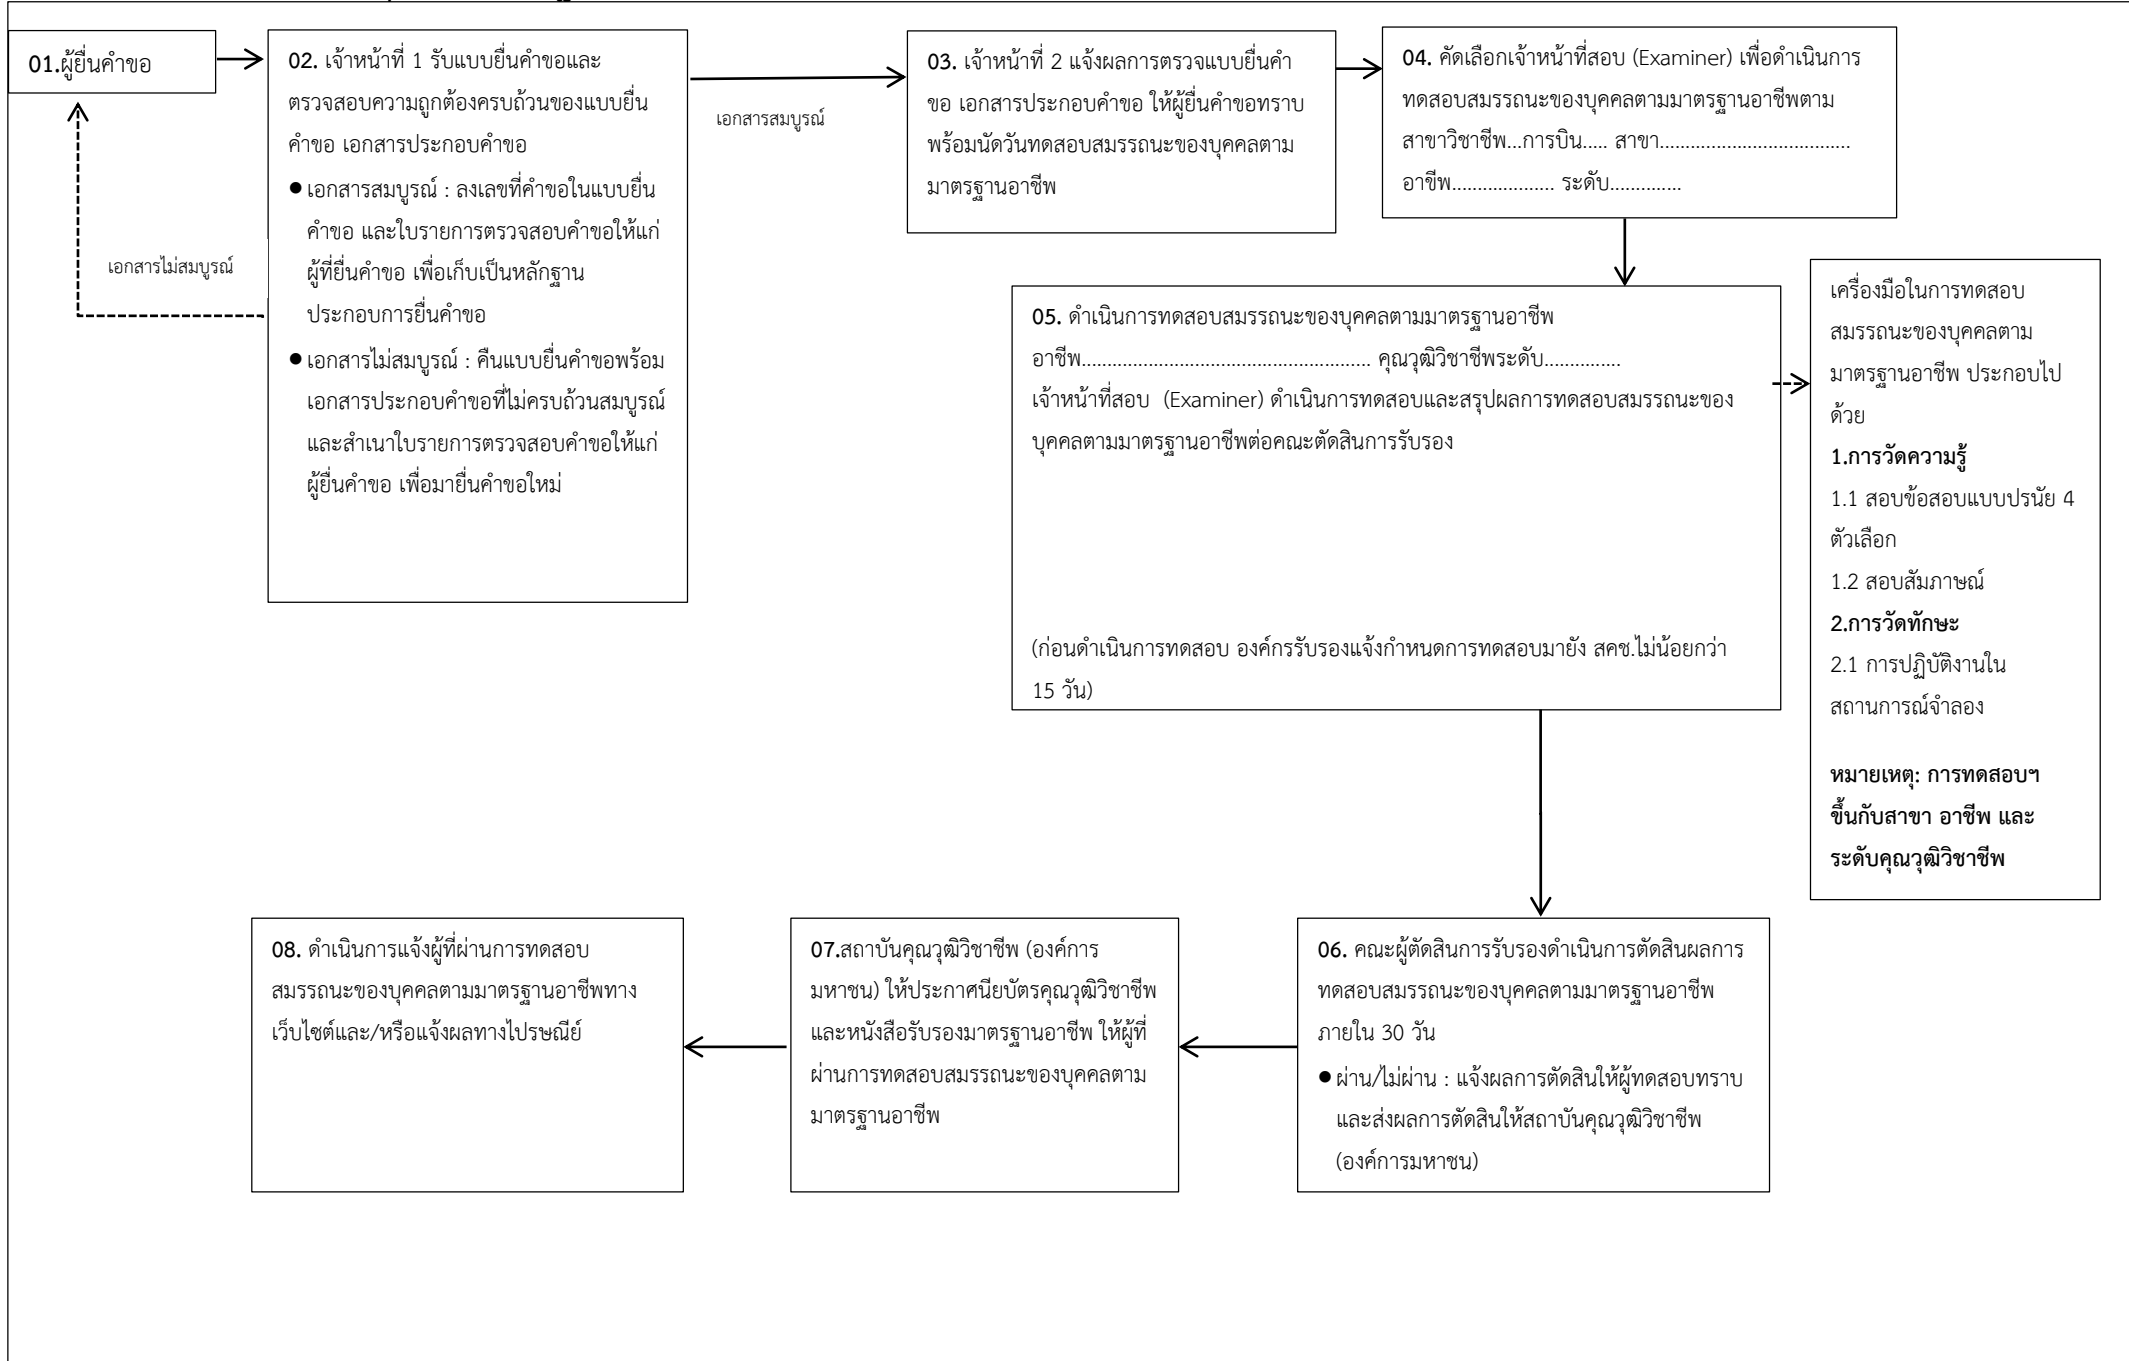 01.ผู้ยื่นคำขอ
02. เจ้าหน้าที่ 1 รับแบบยื่นคำขอและ
ตรวจสอบความถูกต้องครบถ้วนของแบบยื่น
คำขอ เอกสารประกอบคำขอ
●เอกสารสมบูรณ์ : ลงเลขที่คำขอในแบบยื่น
คำขอ และใบรายการตรวจสอบคำขอให้แก่
ผู้ที่ยื่นคำขอ เพื่อเก็บเป็นหลักฐาน
ประกอบการยื่นคำขอ
●เอกสารไม่สมบูรณ์ : คืนแบบยื่นคำขอพร้อม
เอกสารประกอบคำขอที่ไม่ครบถ้วนสมบูรณ์
และสำเนาใบรายการตรวจสอบคำขอให้แก่
ผู้ยื่นคำขอ เพื่อมายื่นคำขอใหม่
เอกสารไม่สมบูรณ์
เอกสารสมบูรณ์
03. เจ้าหน้าที่ 2 แจ้งผลการตรวจแบบยื่นคำ
ขอ เอกสารประกอบคำขอ ให้ผู้ยื่นคำขอทราบ
พร้อมนัดวันทดสอบสมรรถนะของบุคคลตาม
มาตรฐานอาชีพ
04. คัดเลือกเจ้าหน้าที่สอบ (Examiner) เพื่อดำเนินการ
ทดสอบสมรรถนะของบุคคลตามมาตรฐานอาชีพตาม
สาขาวิชาชีพ...การบิน..... สาขา.....................................
อาชีพ.................... ระดับ..............
05. ดำเนินการทดสอบสมรรถนะของบุคคลตามมาตรฐานอาชีพ
อาชีพ........................................................ คุณวุฒิวิชาชีพระดับ...............
เจ้าหน้าที่สอบ (Examiner) ดำเนินการทดสอบและสรุปผลการทดสอบสมรรถนะของ
บุคคลตามมาตรฐานอาชีพต่อคณะตัดสินการรับรอง
(ก่อนดำเนินการทดสอบ องค์กรรับรองแจ้งกำหนดการทดสอบมายัง สคช.ไม่น้อยกว่า
15 วัน)
เครื่องมือในการทดสอบ
สมรรถนะของบุคคลตาม
มาตรฐานอาชีพ ประกอบไป
ด้วย
1.การวัดความรู้
1.1 สอบข้อสอบแบบปรนัย 4
ตัวเลือก
1.2 สอบสัมภาษณ์
2.การวัดทักษะ
2.1 การปฏิบัติงานใน
สถานการณ์จำลอง
หมายเหตุ: การทดสอบฯ
ขึ้นกับสาขา อาชีพ และ
ระดับคุณวุฒิวิชาชีพ
06. คณะผู้ตัดสินการรับรองดำเนินการตัดสินผลการ
ทดสอบสมรรถนะของบุคคลตามมาตรฐานอาชีพ
ภายใน 30 วัน
●ผ่าน/ไม่ผ่าน : แจ้งผลการตัดสินให้ผู้ทดสอบทราบ
และส่งผลการตัดสินให้สถาบันคุณวุฒิวิชาชีพ
(องค์การมหาชน)
07.สถาบันคุณวุฒิวิชาชีพ (องค์การ
มหาชน) ให้ประกาศนียบัตรคุณวุฒิวิชาชีพ
และหนังสือรับรองมาตรฐานอาชีพ ให้ผู้ที่
ผ่านการทดสอบสมรรถนะของบุคคลตาม
มาตรฐานอาชีพ
08. ดำเนินการแจ้งผู้ที่ผ่านการทดสอบ
สมรรถนะของบุคคลตามมาตรฐานอาชีพทาง
เว็บไซต์และ/หรือแจ้งผลทางไปรษณีย์